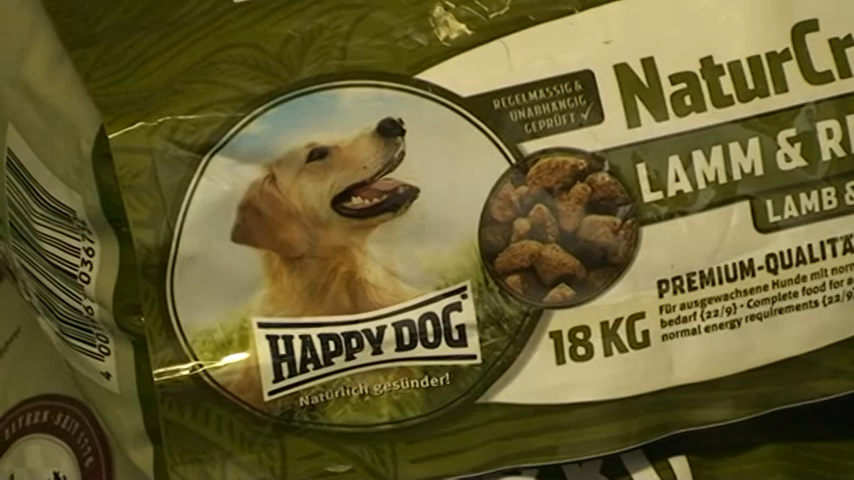 REGELMÄSSIG &
UNABHÄNGIG
GEPRÜFT
NaturCr
LAMM & R
LAMB &
PREMIUM-QUALITÄ
Für ausgewachsene Hunde mit norm
bedarf {22/9} - Complete food for a
normal energy requirements {22/9
18 KG
HAPPY DOG
Natürlich gesünder!